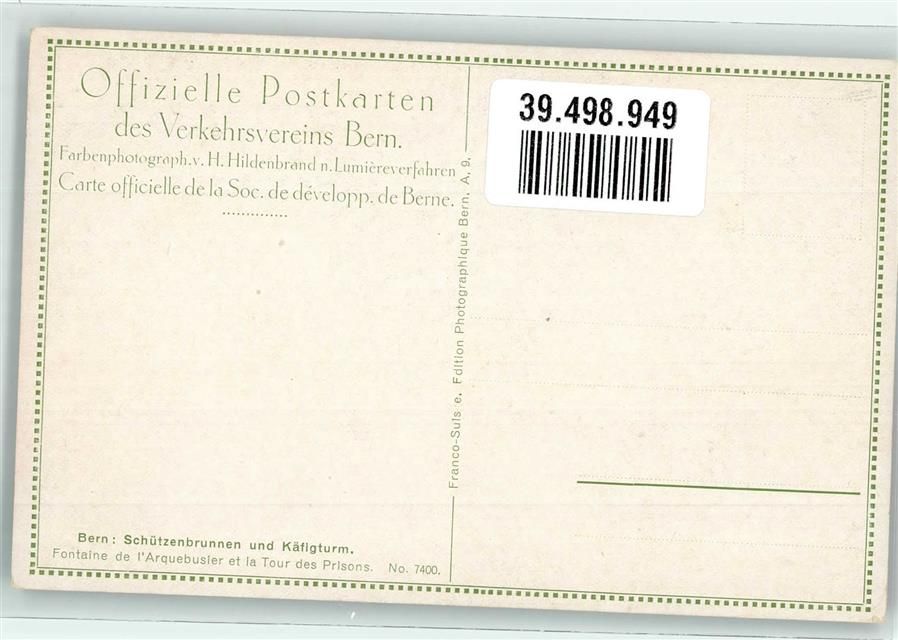 Offizielle Postkarten
des Verkehrsvereins Bern.
Farbenphotograph.v. H. Hildenbrand n. Lumièreverfahren
Carte officielle de la Soc. de développ. de Berne.
39.498.949
Franco-Suisse. Edition Photographique Bern. A, 9,
Bern: Schützenbrunnen und Käfigturm.
Fontaine de l'Arquebusier et la Tour des Prisons. No. 7400.